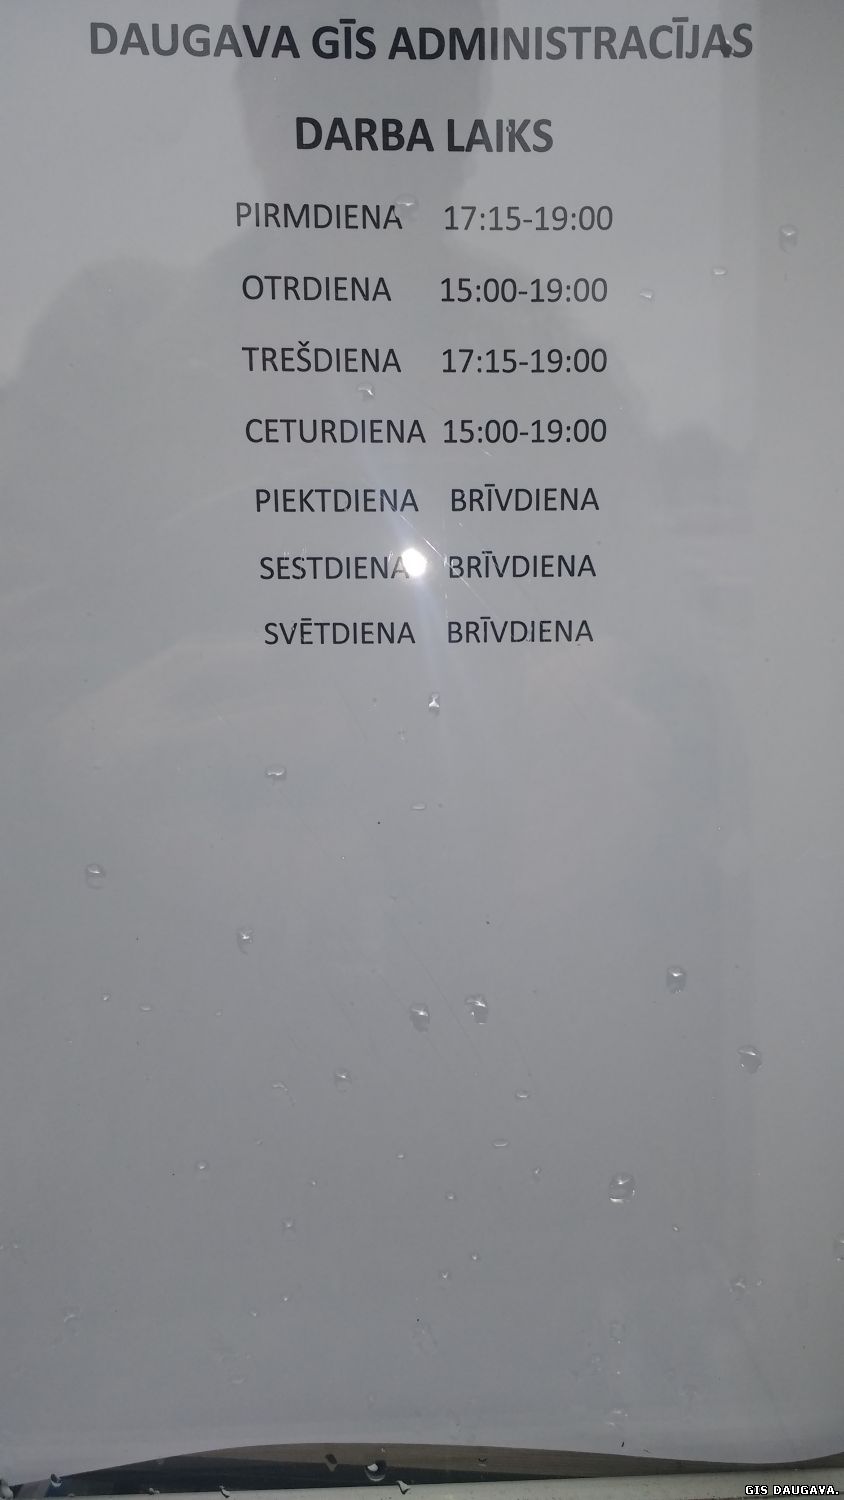 DAUGAVA GĪS ADMINISTRACĪJAS
DARBA LAIKS
PIRMDIENA 17:15-19:00
OTRDIENA 15:00-19:00
TREŠDIENA 17:15-19:00
CETURDIENA 15:00-19:00
PIEKTDIENA BRĪVDIENA
SESTDIENA BRĪVDIENA
SVĒTDIENA BRĪVDIENA
GIS DAUGAVA.